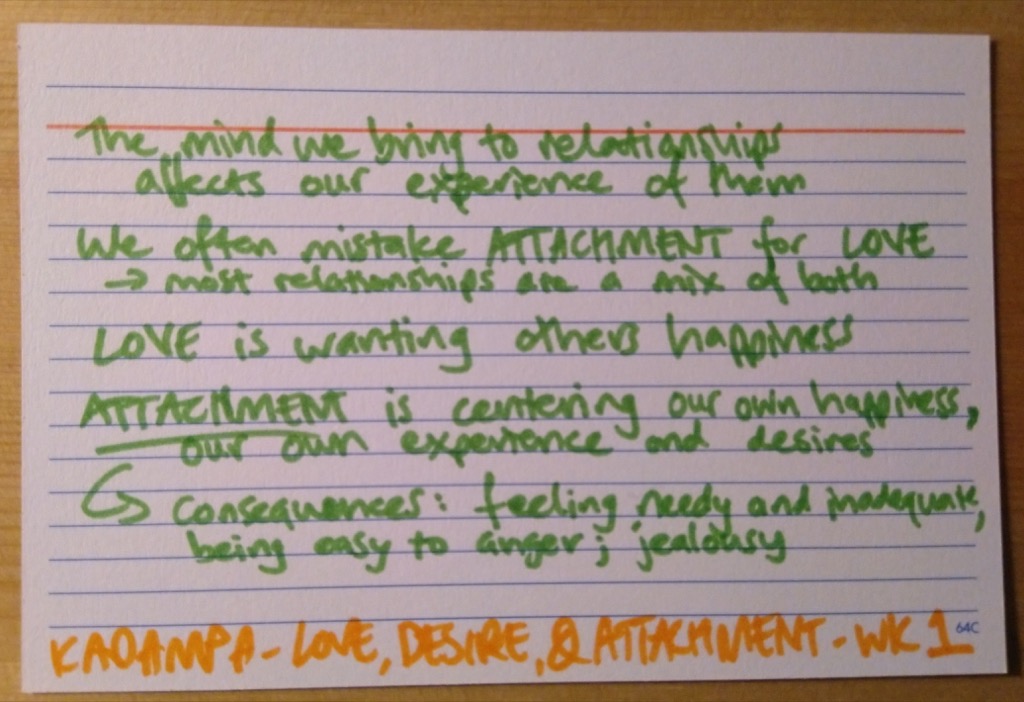 The mind we bring to relationships
affects our experience of them
We often mistake ATTACHMENT for LOVE
→ most relationships are a mix of both
LOVE is wanting others happiness
ATTACHMENT is centering our own happiness,
our own experience and desires
↪ consequences: feeling needy and inadequate,
being easy to anger; jealousy
KADAMPA - LOVE, DESIRE, & ATTACHMENT - WK 1
64C